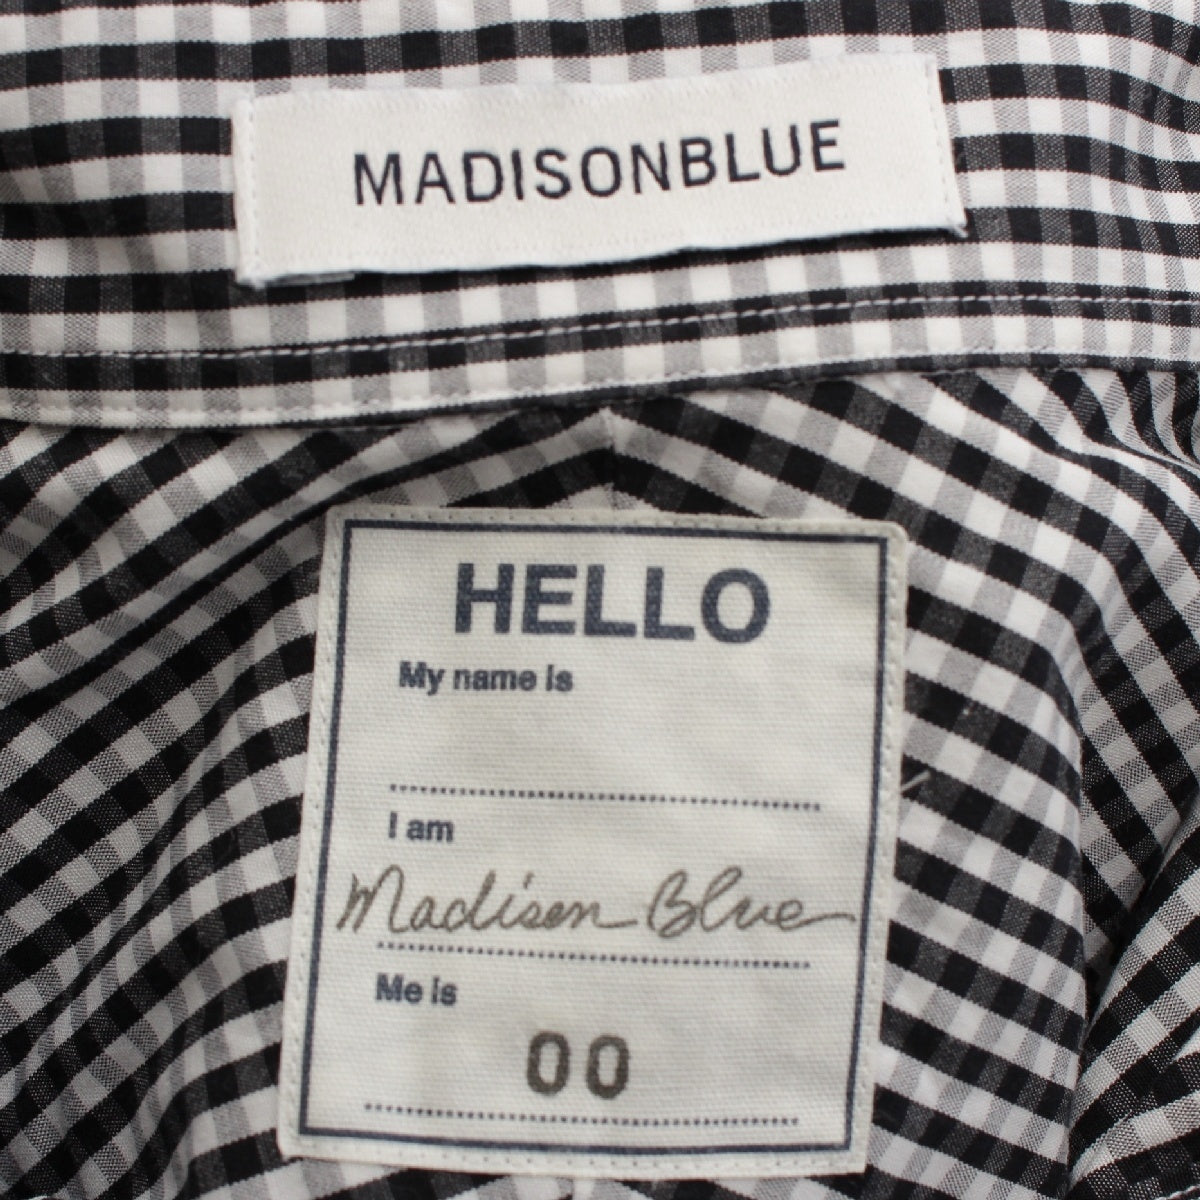 MADISONBLUE
HELLO
My name is
I am
Madison Blue
Me is
00